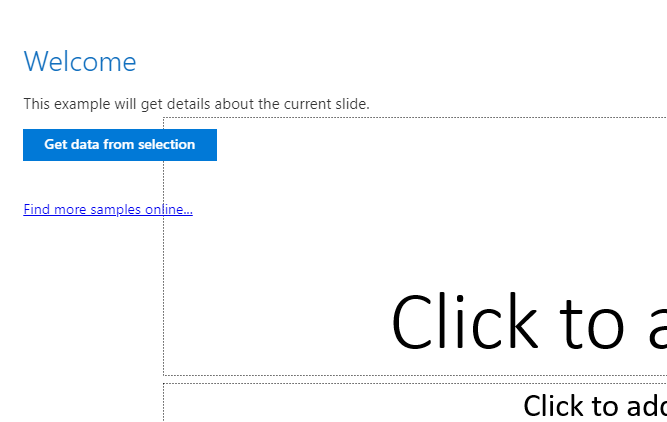 Welcome
This example will get details about the current slide.
Get data from selection
Find more samples online...
Click to a
Click to add